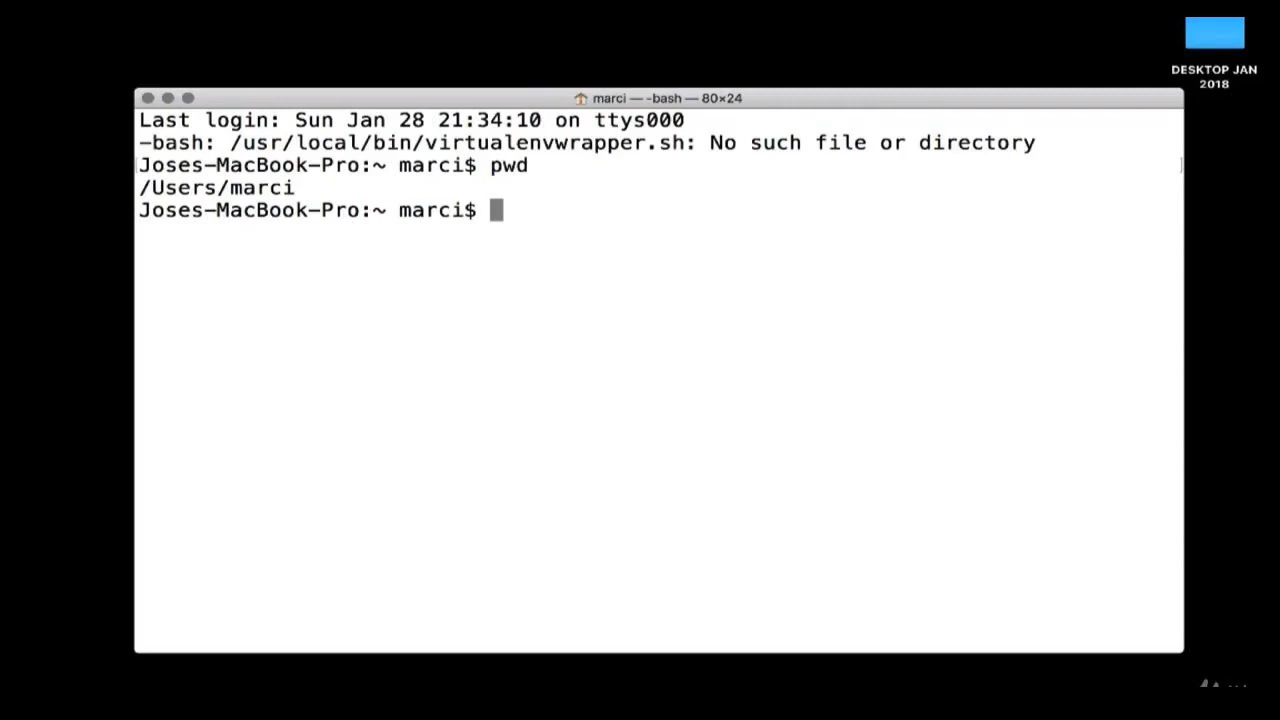 DESKTOP JAN
2018
marci — -bash — 80×24
Last login: Sun Jan 28 21:34:10 on ttys000
-bash: /usr/local/bin/virtualenvwrapper.sh: No such file or directory
[Joses-MacBook-Pro:~ marci$ pwd ]
/Users/marci
Joses-MacBook-Pro:~ marci$